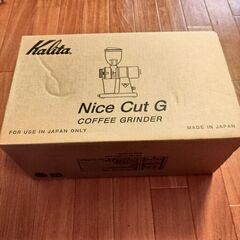 Kalita
Nice Cut G
COFFEE GRINDER
FOR USE IN JAPAN ONLY
MADE IN JAPAN